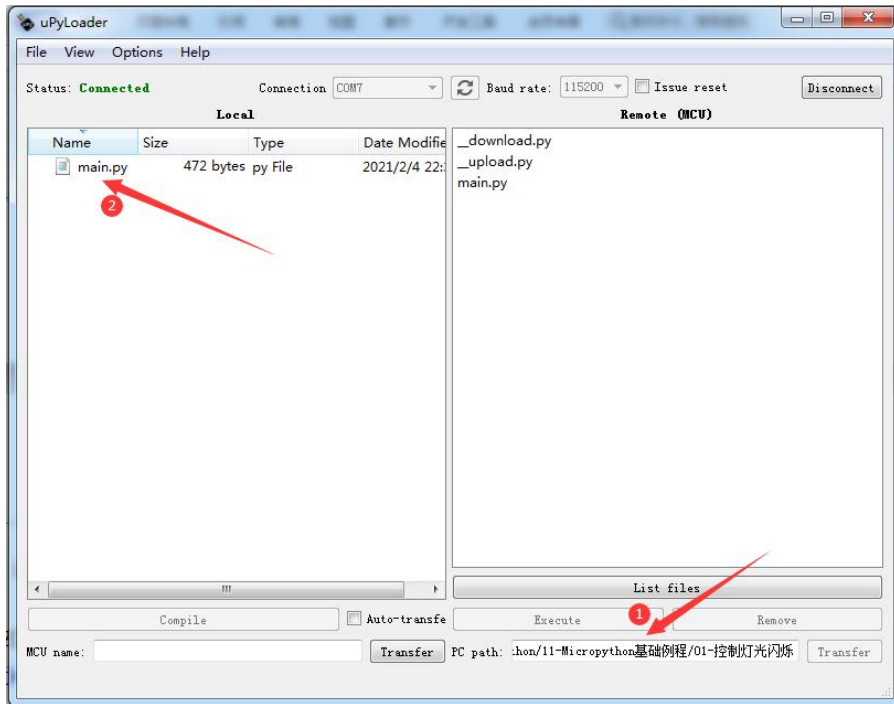 uPyLoader
File View Options Help
Status: Connected Connection COM7 Baud rate: 115200 Issue reset Disconnect
Local Remote (MCU)
Name Size Type Date Modifie
main.py 472 bytes py File 2021/2/4 22:
__download.py
__upload.py
main.py
2
List files
Compile Auto-transfe Execute Remove
1
MCU name: Transfer PC path: :hon/11-Micropython基础例程/01-控制灯光闪烁 Transfer